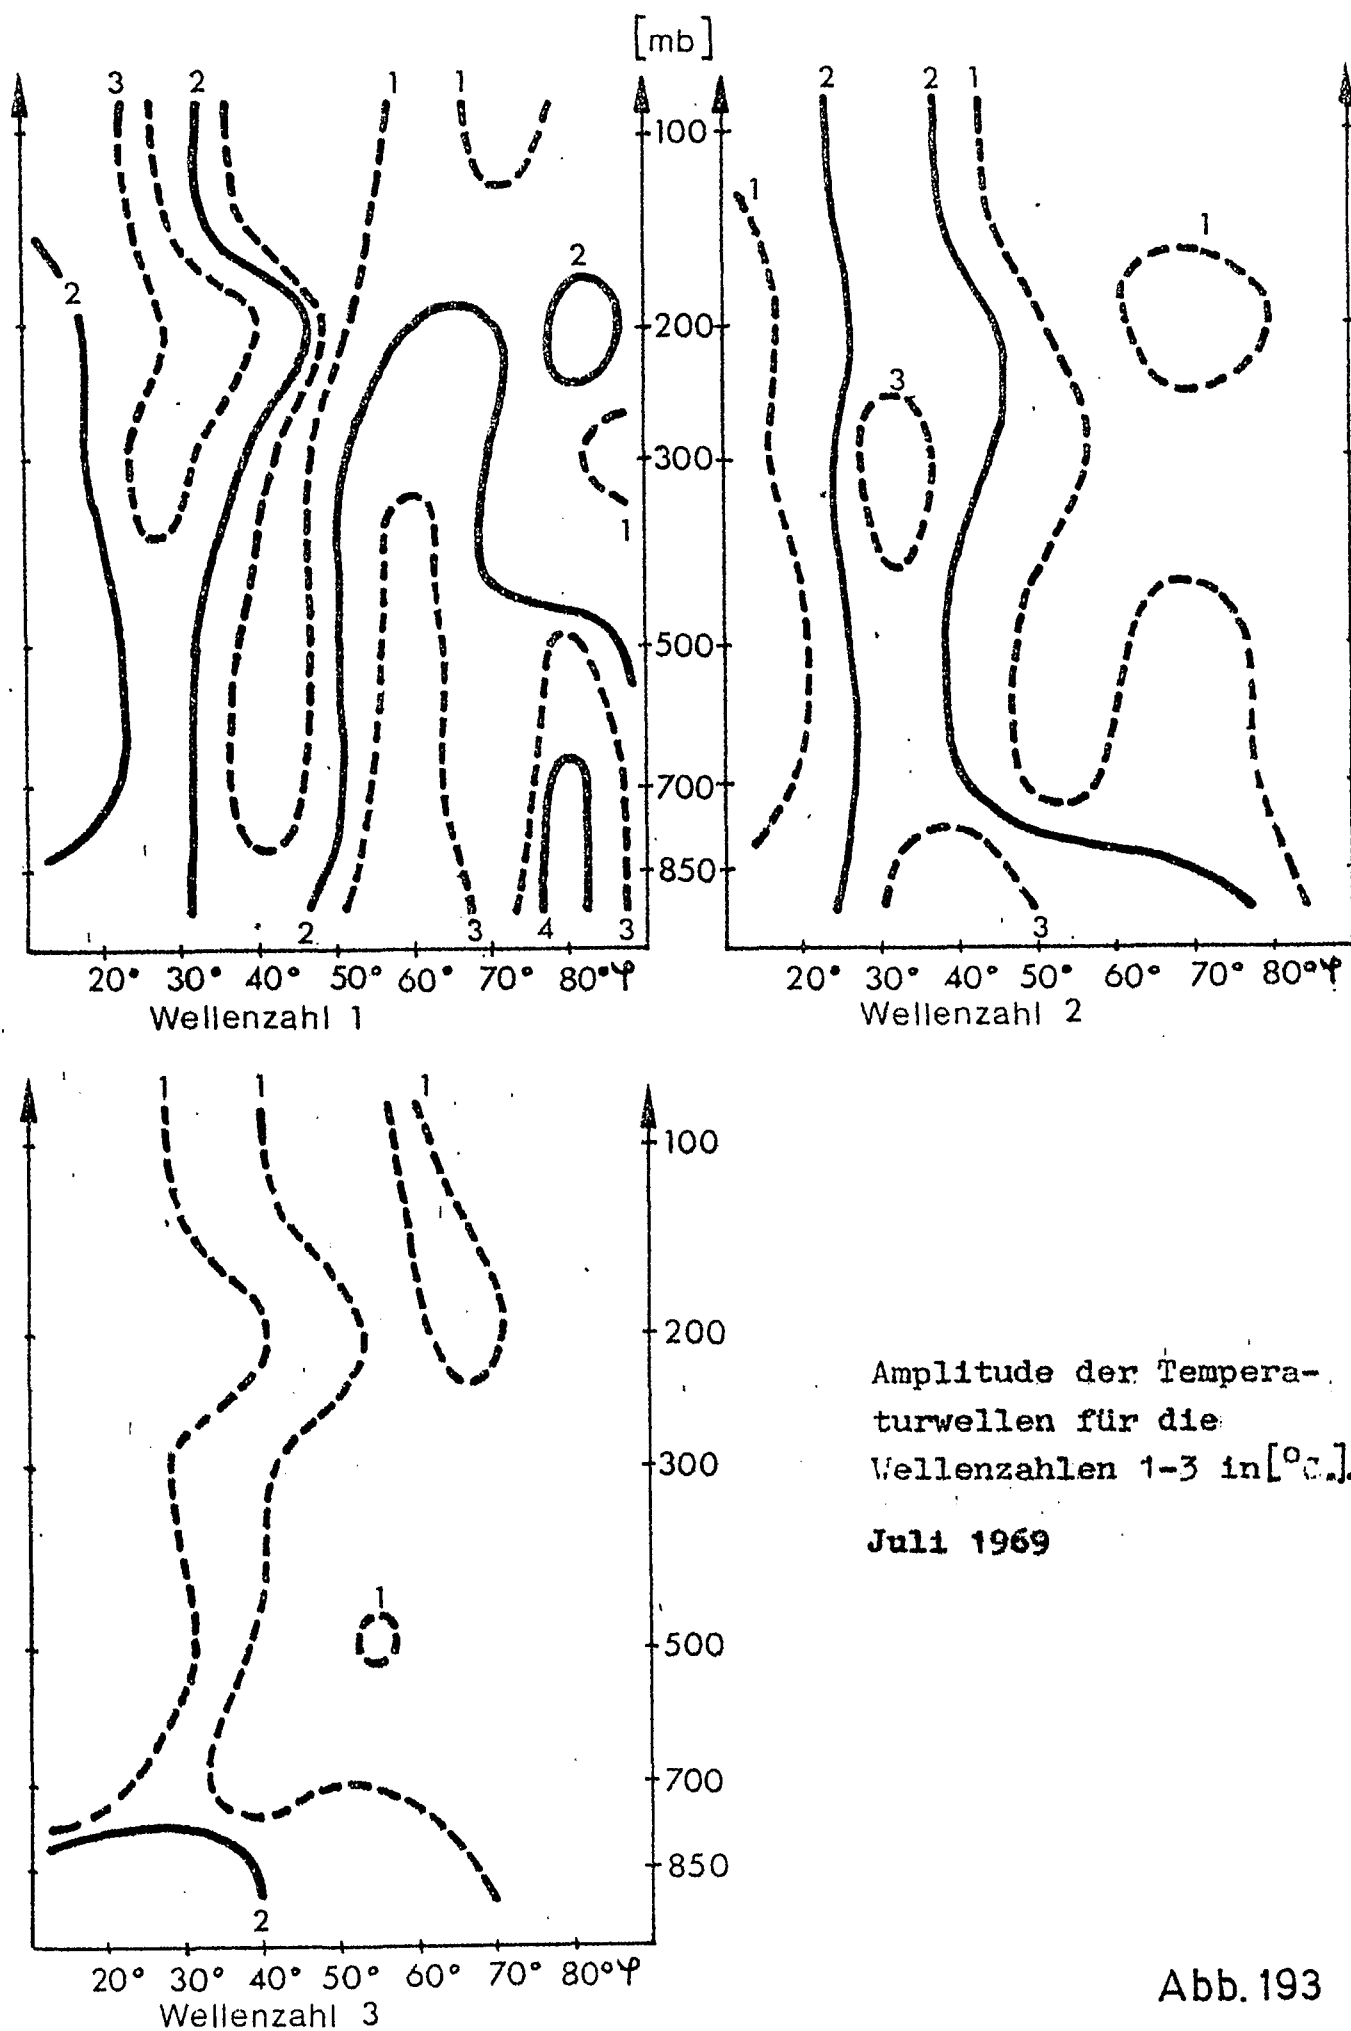 [mb]
3 2 1 1
2 2 1
100
1
2
2
1
200
3
300
1
500
700
850
2 3 4 3
3
20° 30° 40° 50° 60° 70° 80° φ
20° 30° 40° 50° 60° 70° 80° φ
Wellenzahl 1
Wellenzahl 2
1 1 1
100
200
300
1
500
700
850
2
20° 30° 40° 50° 60° 70° 80° φ
Wellenzahl 3
Amplitude der Tempera-
turwellen für die
Wellenzahlen 1-3 in [°C.].
Juli 1969
Abb. 193